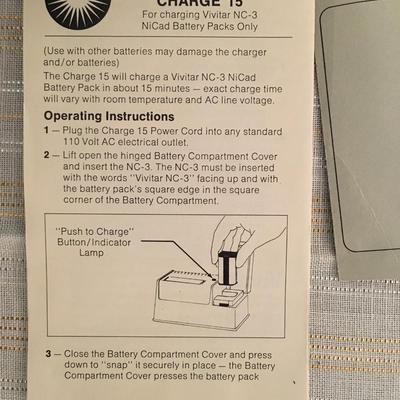 CHARGE 15
For charging Vivitar NC-3
NiCad Battery Packs Only
(Use with other batteries may damage the charger
and/or batteries)
The Charge 15 will charge a Vivitar NC-3 NiCad
Battery Pack in about 15 minutes — exact charge time
will vary with room temperature and AC line voltage.
Operating Instructions
1 — Plug the Charge 15 Power Cord into any standard
110 Volt AC electrical outlet.
2 — Lift open the hinged Battery Compartment Cover
and insert the NC-3. The NC-3 must be inserted
with the words "Vivitar NC-3" facing up and with
the battery pack's square edge in the square
corner of the Battery Compartment.
"Push to Charge"
Button/Indicator
Lamp
3 — Close the Battery Compartment Cover and press
down to "snap" it securely in place — the
Battery Compartment Cover presses the battery pack